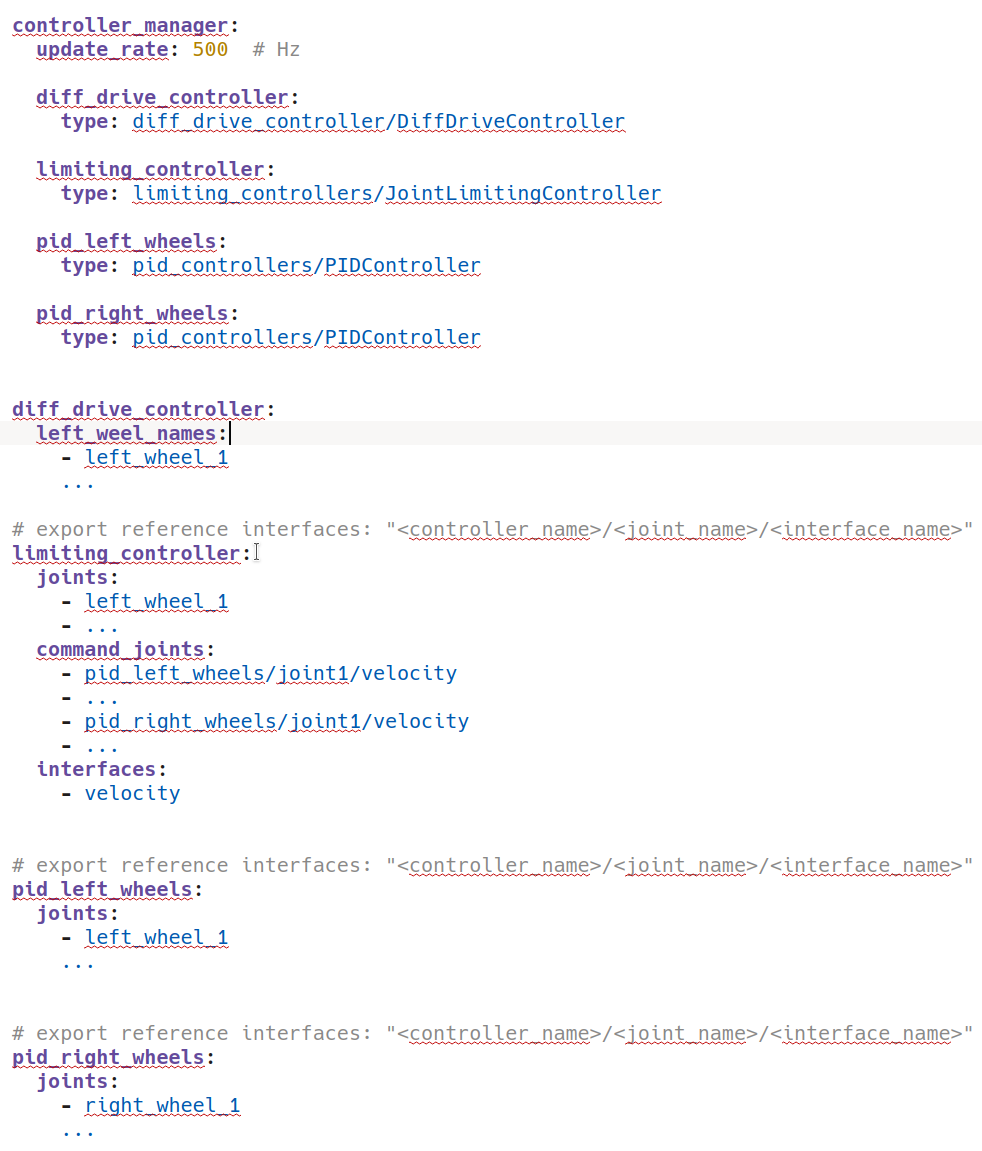 controller_manager:
  update_rate: 500  # Hz

  diff_drive_controller:
    type: diff_drive_controller/DiffDriveController

  limiting_controller:
    type: limiting_controllers/JointLimitingController

  pid_left_wheels:
    type: pid_controllers/PIDController

  pid_right_wheels:
    type: pid_controllers/PIDController


diff_drive_controller:
  left_weel_names:
    - left_wheel_1
    ...

# export reference interfaces: "<controller_name>/<joint_name>/<interface_name>"
limiting_controller:
  joints:
    - left_wheel_1
    - ...
  command_joints:
    - pid_left_wheels/joint1/velocity
    - ...
    - pid_right_wheels/joint1/velocity
    - ...
  interfaces:
    - velocity


# export reference interfaces: "<controller_name>/<joint_name>/<interface_name>"
pid_left_wheels:
  joints:
    - left_wheel_1
    ...


# export reference interfaces: "<controller_name>/<joint_name>/<interface_name>"
pid_right_wheels:
  joints:
    - right_wheel_1
    ...